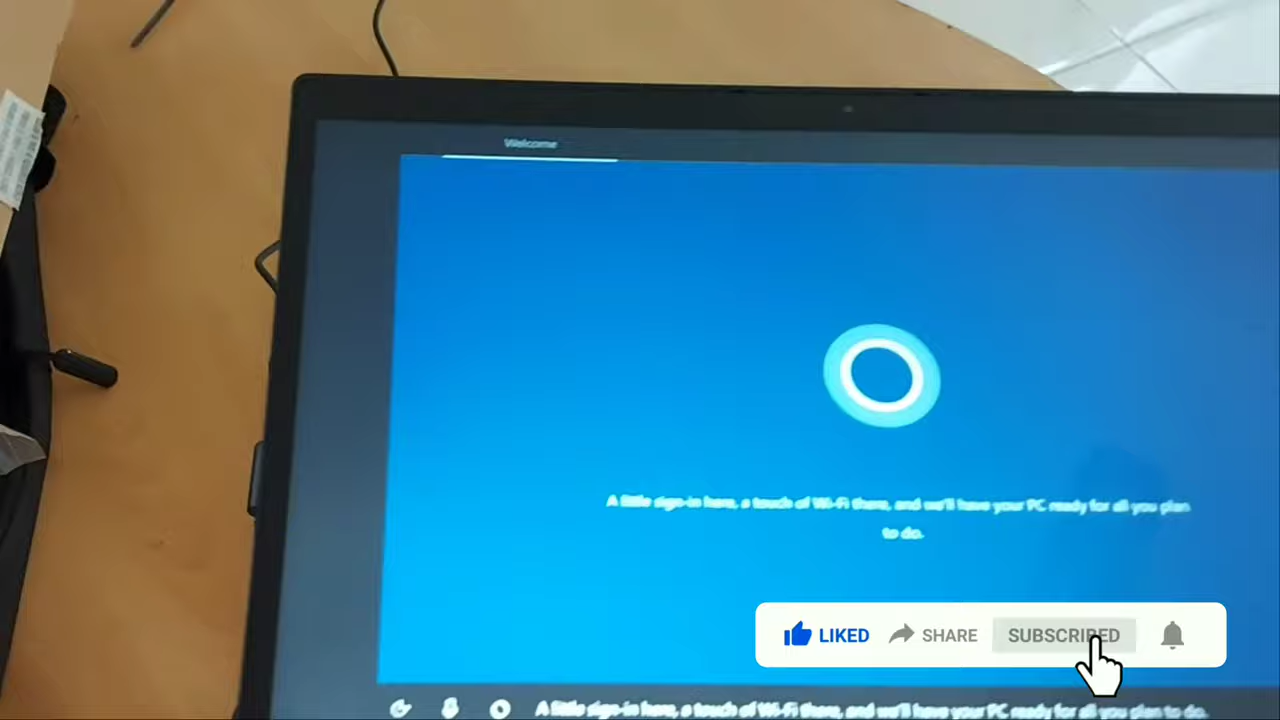 Welcome
A little sign-in here, a touch of Wi-Fi there, and we'll have your PC ready for all you plan
to do.
LIKED SHARE SUBSCRIBED
A little sign-in here, a touch of Wi-Fi there, and we'll have your PC ready for all you plan to do.